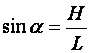 sin α = H/L